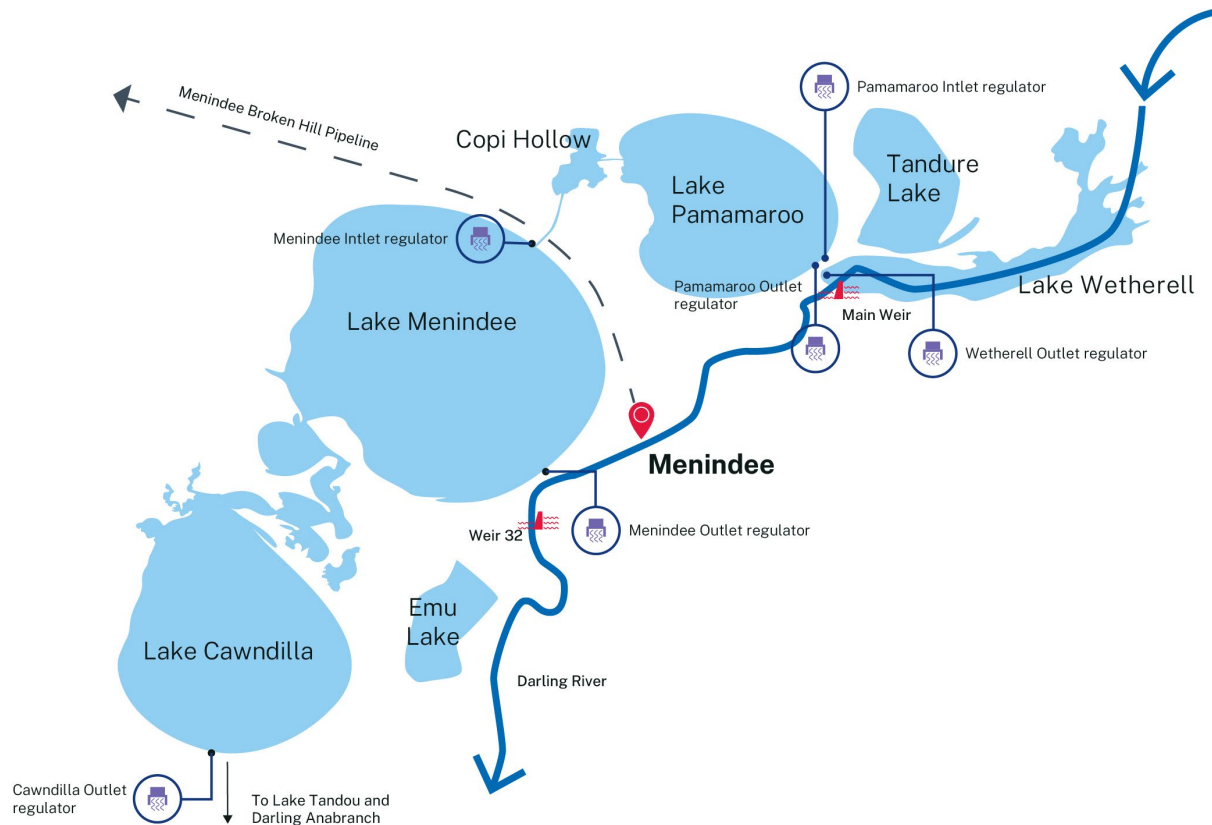 Pamamaroo Intlet regulator
Menindee Broken Hill Pipeline
Copi Hollow
Tandure
Lake
Lake
Pamamaroo
Menindee Intlet regulator
Pamamaroo Outlet
regulator
Lake Wetherell
Main Weir
Lake Menindee
Wetherell Outlet regulator
Menindee
Weir 32
Menindee Outlet regulator
Emu
Lake
Lake Cawndilla
Darling River
Cawndilla Outlet
regulator
To Lake Tandou and
Darling Anabranch